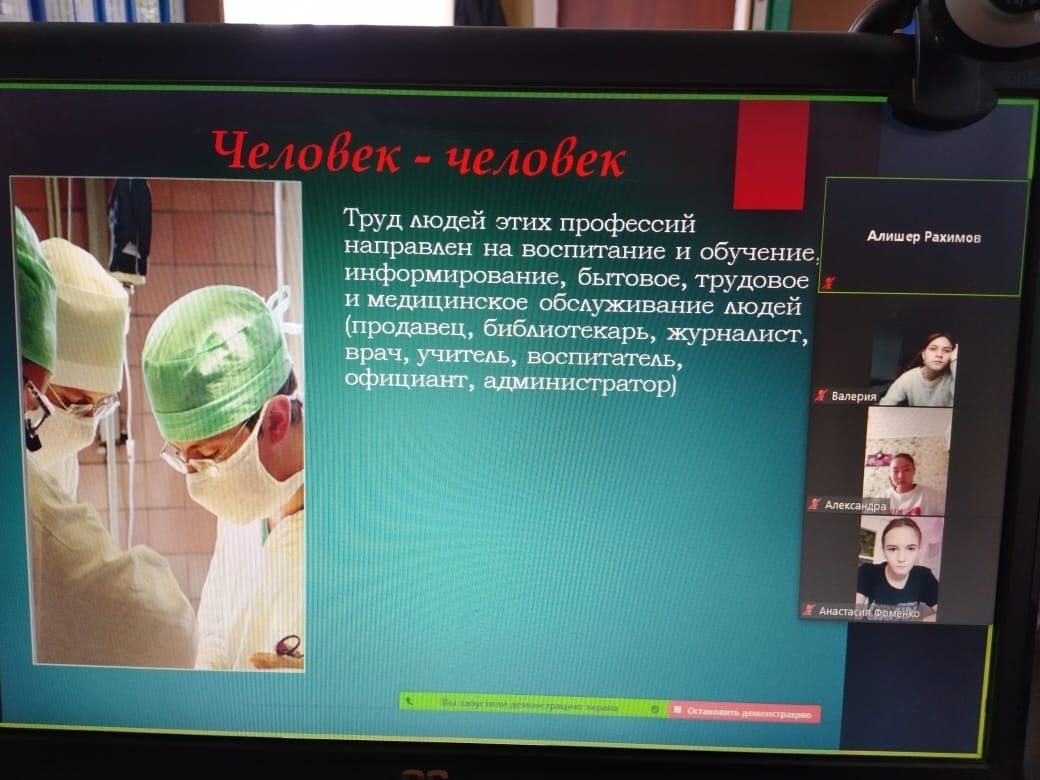 Человек - человек
Труд людей этих профессий
направлен на воспитание и обучение,
информирование, бытовое, трудовое
и медицинское обслуживание людей
(продавец, библиотекарь, журналист,
врач, учитель, воспитатель,
официант, администратор)
Алишер Рахимов
Валерия
Александра
Анастасия Фоменко
Вы запустили демонстрацию экрана
Остановить демонстрацию